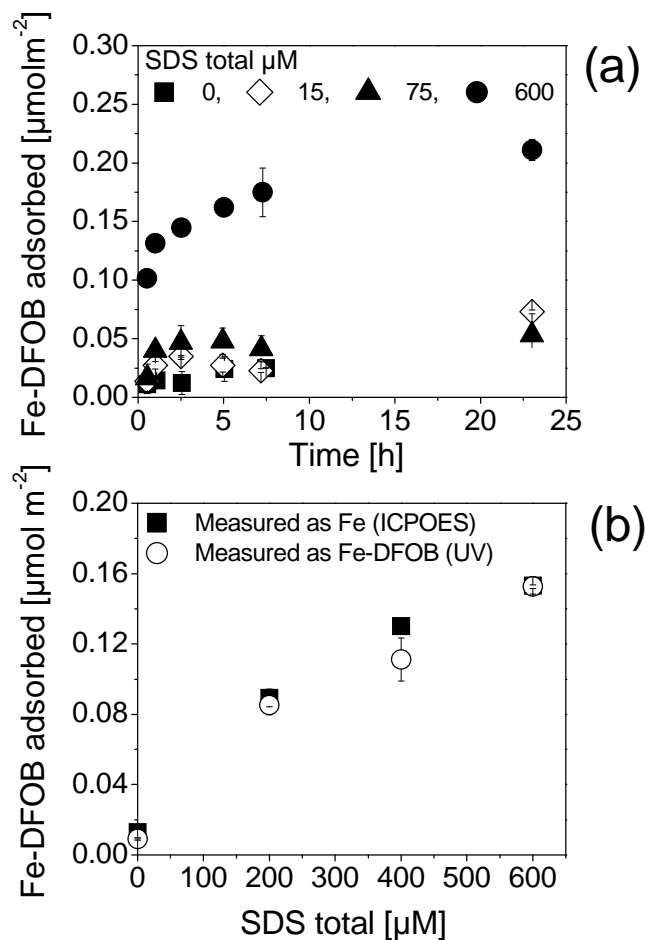 (a)
SDS total µM
0, 15, 75, 600
0.30
0.25
0.20
0.15
0.10
0.05
0.00
Fe-DFOB adsorbed [µmolm⁻²]
0 5 10 15 20 25
Time [h]
(b)
Measured as Fe (ICPOES)
Measured as Fe-DFOB (UV)
0.20
0.16
0.12
0.08
0.04
0.00
Fe-DFOB adsorbed [µmol m⁻²]
0 100 200 300 400 500 600
SDS total [µM]